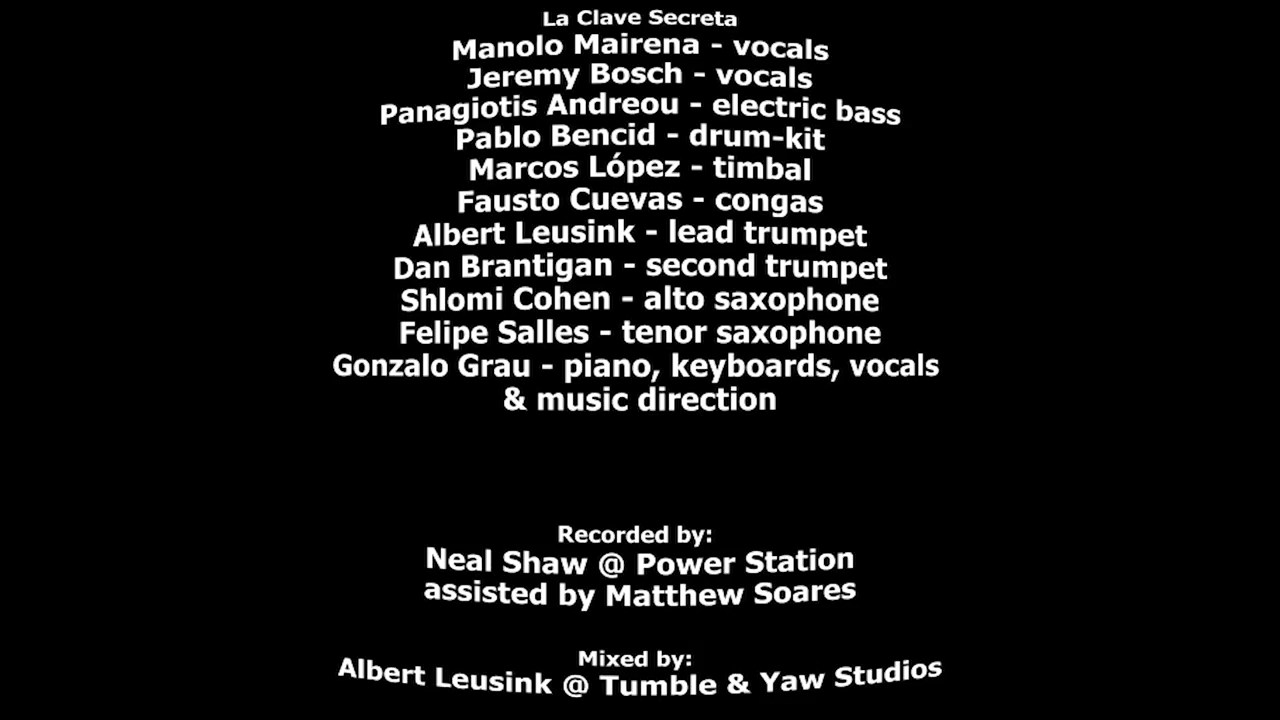 La Clave Secreta
Manolo Mairena - vocals
Jeremy Bosch - vocals
Panagiotis Andreou - electric bass
Pablo Bencid - drum-kit
Marcos López - timbal
Fausto Cuevas - congas
Albert Leusink - lead trumpet
Dan Brantigan - second trumpet
Shlomi Cohen - alto saxophone
Felipe Salles - tenor saxophone
Gonzalo Grau - piano, keyboards, vocals
& music direction
Recorded by:
Neal Shaw @ Power Station
assisted by Matthew Soares
Mixed by:
Albert Leusink @ Tumble & Yaw Studios